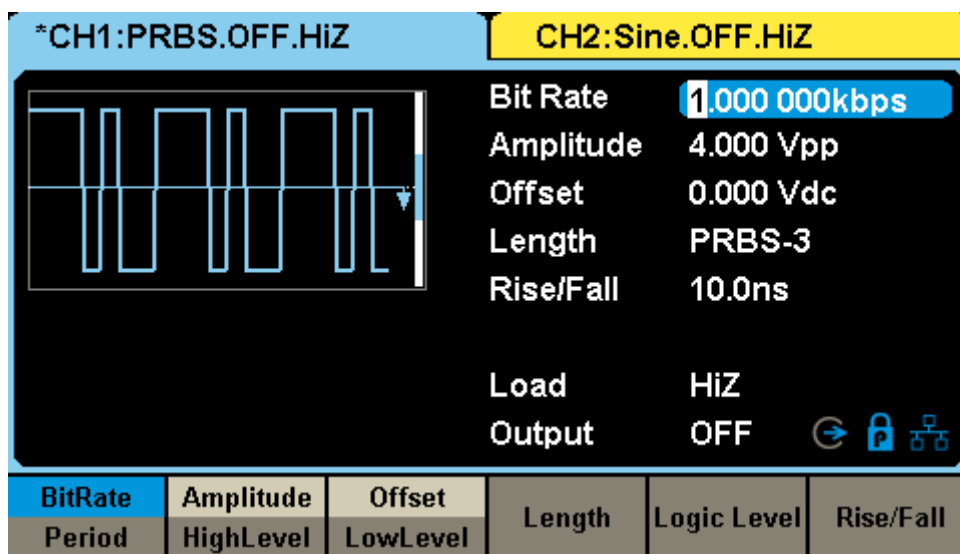 *CH1:PRBS.OFF.HiZ
CH2:Sine.OFF.HiZ
Bit Rate 1.000 000kbps
Amplitude 4.000 Vpp
Offset 0.000 Vdc
Length PRBS-3
Rise/Fall 10.0ns
Load HiZ
Output OFF
P
BitRate Amplitude Offset Length Logic Level Rise/Fall
Period HighLevel LowLevel